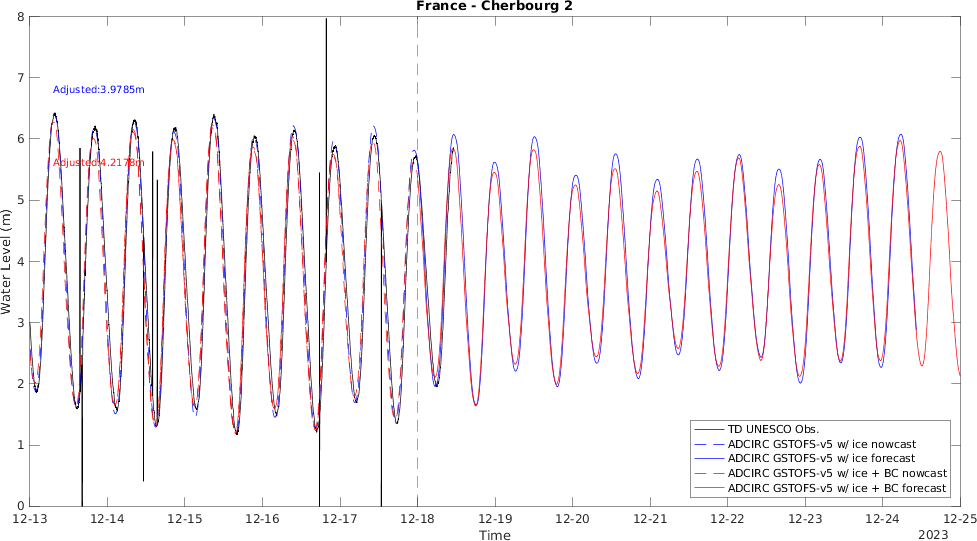 France - Cherbourg 2
8
7
6
5
4
3
2
1
0
Water Level (m)
Adjusted:3.9785m
Adjusted:4.2178m
TD UNESCO Obs.
ADCIRC GSTOFS-v5 w/ ice nowcast
ADCIRC GSTOFS-v5 w/ ice forecast
ADCIRC GSTOFS-v5 w/ ice + BC nowcast
ADCIRC GSTOFS-v5 w/ ice + BC forecast
12-13 12-14 12-15 12-16 12-17 12-18 12-19 12-20 12-21 12-22 12-23 12-24 12-25
Time
2023